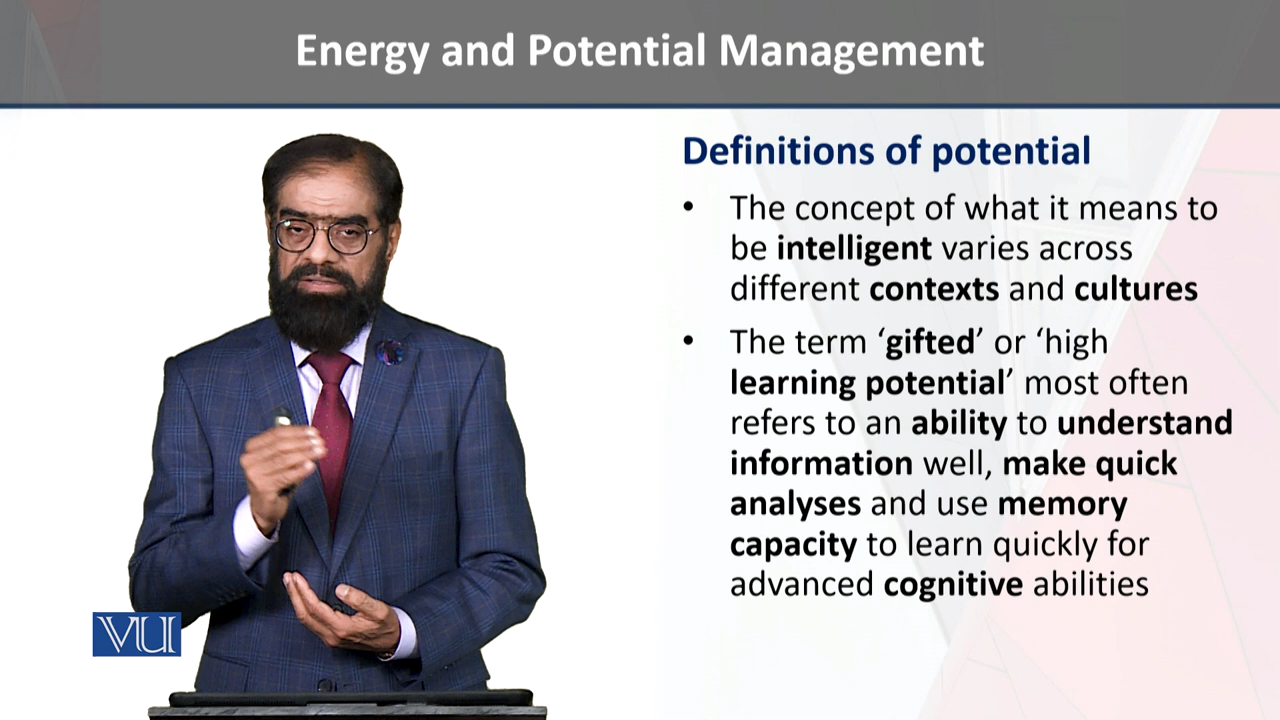 Energy and Potential Management
Definitions of potential
• The concept of what it means to
be intelligent varies across
different contexts and cultures
• The term ‘gifted’ or ‘high
learning potential’ most often
refers to an ability to understand
information well, make quick
analyses and use memory
capacity to learn quickly for
advanced cognitive abilities
VU